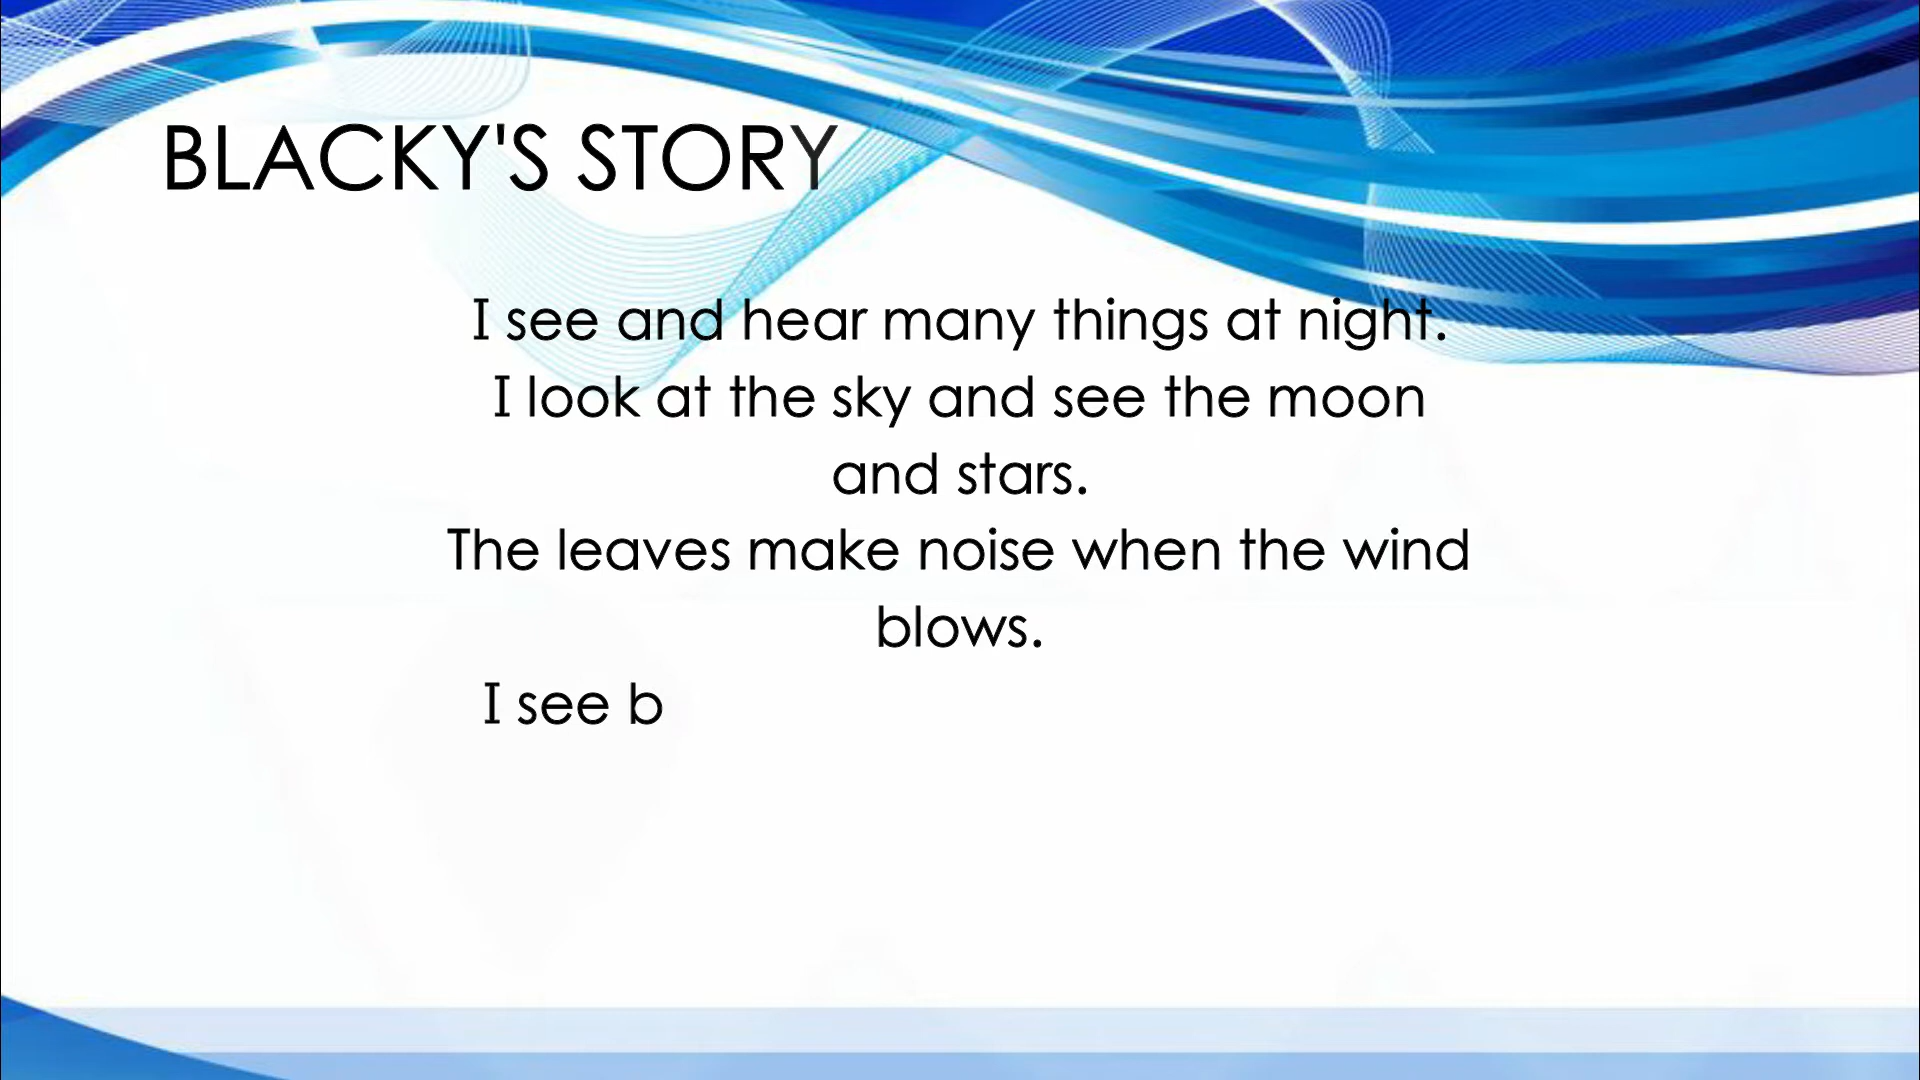 BLACKY'S STORY
I see and hear many things at night.
I look at the sky and see the moon
and stars.
The leaves make noise when the wind
blows.
I see b